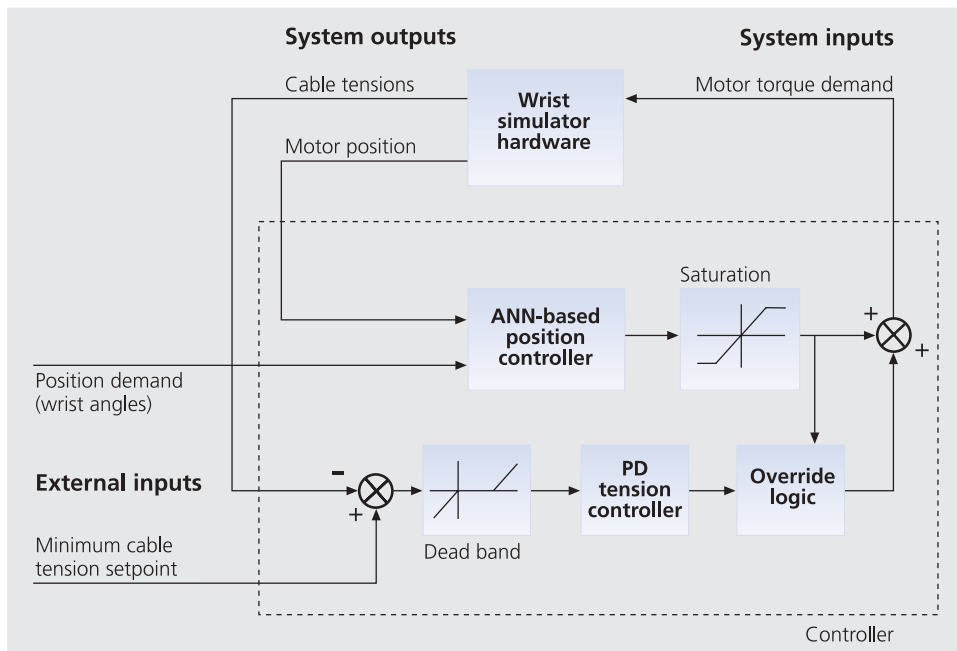 System outputs
System inputs
Cable tensions
Motor torque demand
Wrist
simulator
hardware
Motor position
Saturation
ANN-based
position
controller
+
+
Position demand
(wrist angles)
External inputs
–
+
PD
tension
controller
Override
logic
Minimum cable
tension setpoint
Dead band
Controller